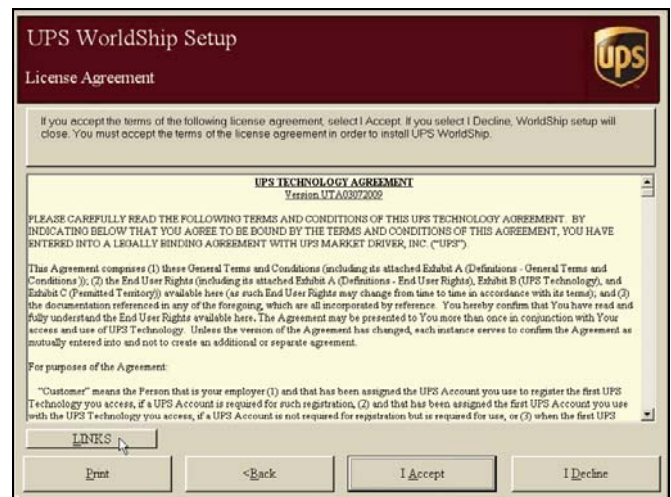 UPS WorldShip Setup
ups
License Agreement
If you accept the terms of the following license agreement, select I Accept. If you select I Decline, WorldShip setup will
close. You must accept the terms of the license agreement in order to install UPS WorldShip.
UPS TECHNOLOGY AGREEMENT
Version UTA03072009
PLEASE CAREFULLY READ THE FOLLOWING TERMS AND CONDITIONS OF THIS UPS TECHNOLOGY AGREEMENT. BY
INDICATING BELOW THAT YOU AGREE TO BE BOUND BY THE TERMS AND CONDITIONS OF THIS AGREEMENT, YOU HAVE
ENTERED INTO A LEGALLY BINDING AGREEMENT WITH UPS MARKET DRIVER, INC. ("UPS").
This Agreement comprises (1) these General Terms and Conditions (including its attached Exhibit A (Definitions - General Terms and
Conditions)); (2) the End User Rights (including its attached Exhibit A (Definitions - End User Rights), Exhibit B (UPS Technology), and
Exhibit C (Permitted Territory)) available here (as such End User Rights may change from time to time in accordance with its terms); and (3)
the documentation referenced in any of the foregoing, which are all incorporated by reference. You hereby confirm that You have read and
fully understand the End User Rights available here. The Agreement may be presented to You more than once in conjunction with Your
access and use of UPS Technology. Unless the version of the Agreement has changed, each instance serves to confirm the Agreement as
mutually entered into and not to create an additional or separate agreement.
For purposes of the Agreement:
"Customer" means the Person that is your employer (1) and that has been assigned the UPS Account you use to register the first UPS
Technology you access, if a UPS Account is required for such registration, (2) and that has been assigned the first UPS Account you use
with the UPS Technology you access, if a UPS Account is not required for registration but is required for use, or (3) when the first UPS
LINKS
Print
<Back
I Accept
I Decline